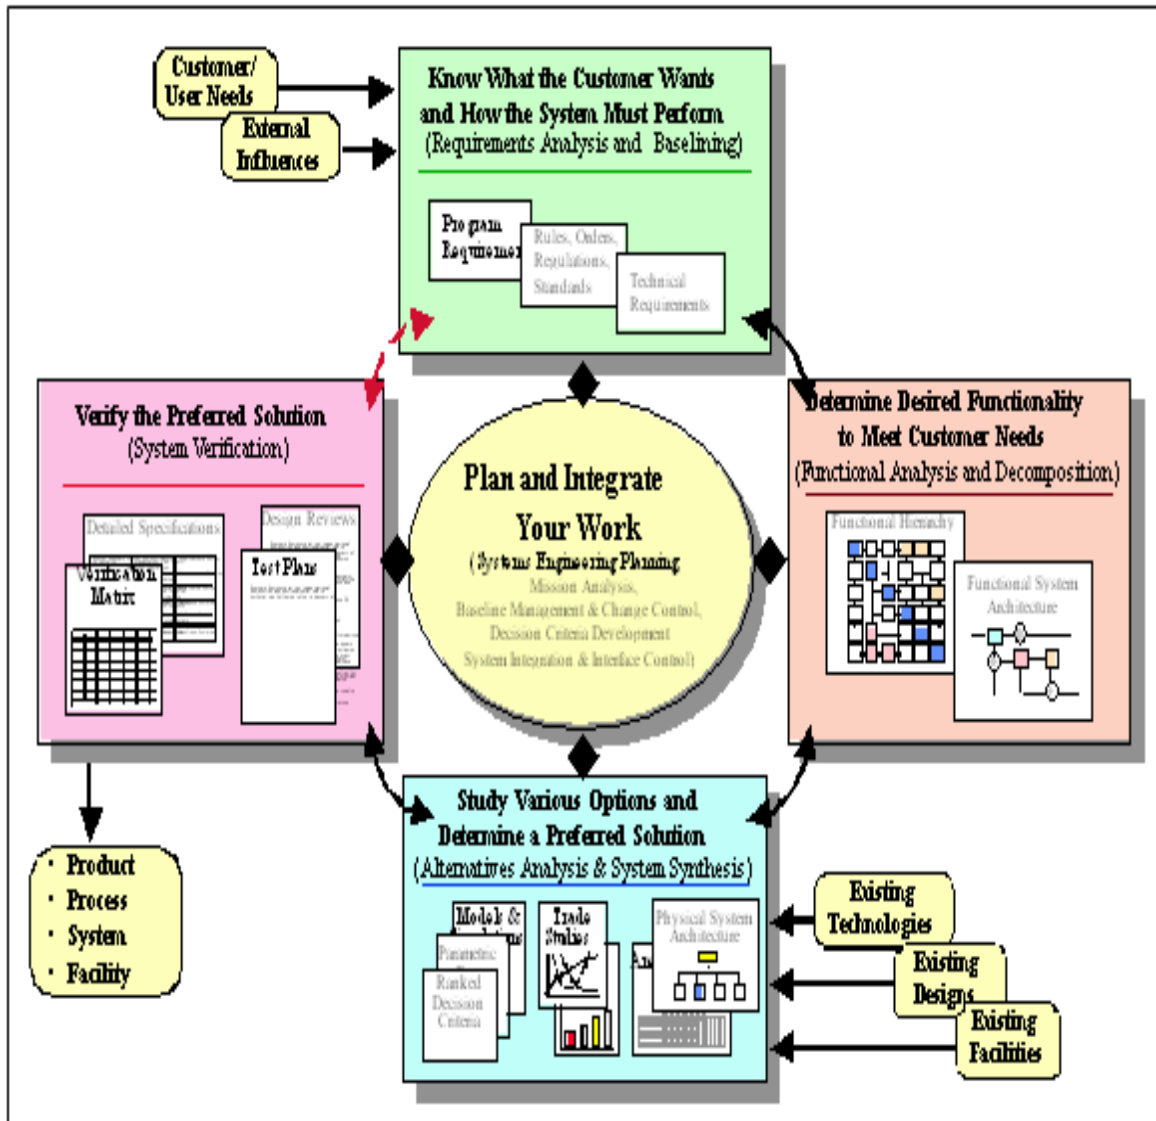 Customer/
User Needs
External
Influences
Know What the Customer Wants
and How the System Must Perform
(Requirements Analysis and Baselining)
Program
Requiremen
Rules, Orders,
Regulations,
Standards
Technical
Requirements
Verify the Preferred Solution
(System Verification)
Detailed Specifications
Verification
Matrix
Design Reviews
Test Plans
Plan and Integrate
Your Work
(Systems Engineering Planning
Mission Analysis,
Baseline Management & Change Control,
Decision Criteria Development
System Integration & Interface Control)
Determine Desired Functionality
to Meet Customer Needs
(Functional Analysis and Decomposition)
Functional Hierarchy
Functional System
Architecture
Study Various Options and
Determine a Preferred Solution
(Alternatives Analysis & System Synthesis)
Models &
Parametric
Ranked
Decision
Criteria
Trade
Studies
An
Physical System
Architecture
· Product
· Process
· System
· Facility
Existing
Technologies
Existing
Designs
Existing
Facilities